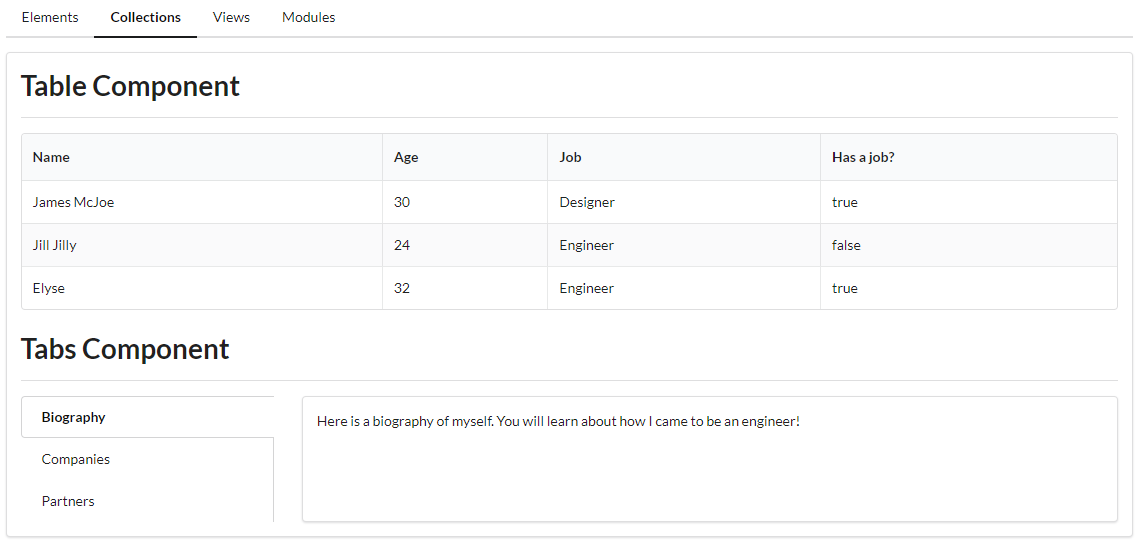 Elements Collections Views Modules
Table Component
Name Age Job Has a job?
James McJoe 30 Designer true
Jill Jilly 24 Engineer false
Elyse 32 Engineer true
Tabs Component
Biography
Companies
Partners
Here is a biography of myself. You will learn about how I came to be an engineer!